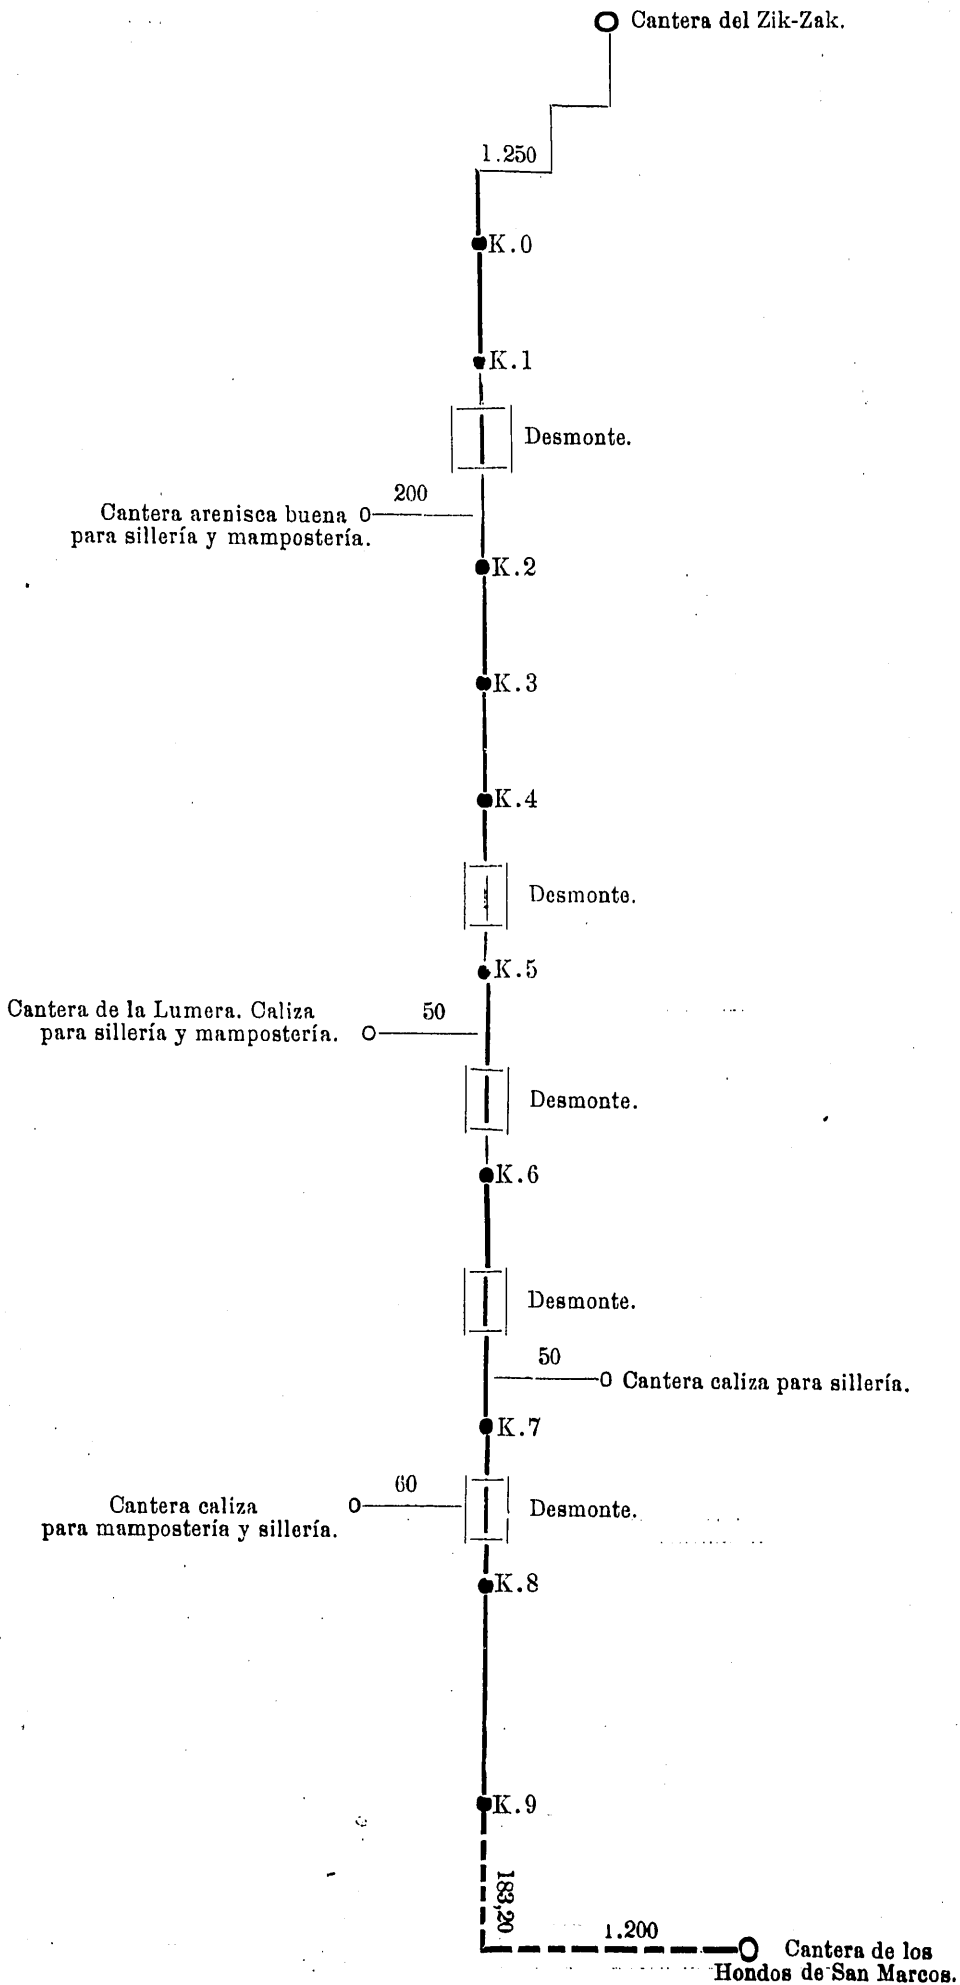 Cantera del Zik-Zak.
1.250
K.0
K.1
Desmonte.
200
Cantera arenisca buena
para sillería y mampostería.
K.2
K.3
K.4
Desmonte.
K.5
Cantera de la Lumera. Caliza
para sillería y mampostería.
50
Desmonte.
K.6
Desmonte.
50
Cantera caliza para sillería.
K.7
60
Cantera caliza
para mampostería y sillería.
Desmonte.
K.8
K.9
183,20
1.200
Cantera de los
Hondos de San Marcos.